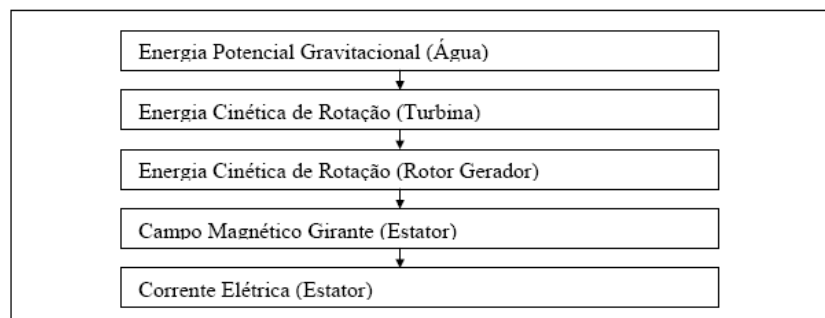 Energia Potencial Gravitacional (Água)
Energia Cinética de Rotação (Turbina)
Energia Cinética de Rotação (Rotor Gerador)
Campo Magnético Girante (Estator)
Corrente Elétrica (Estator)